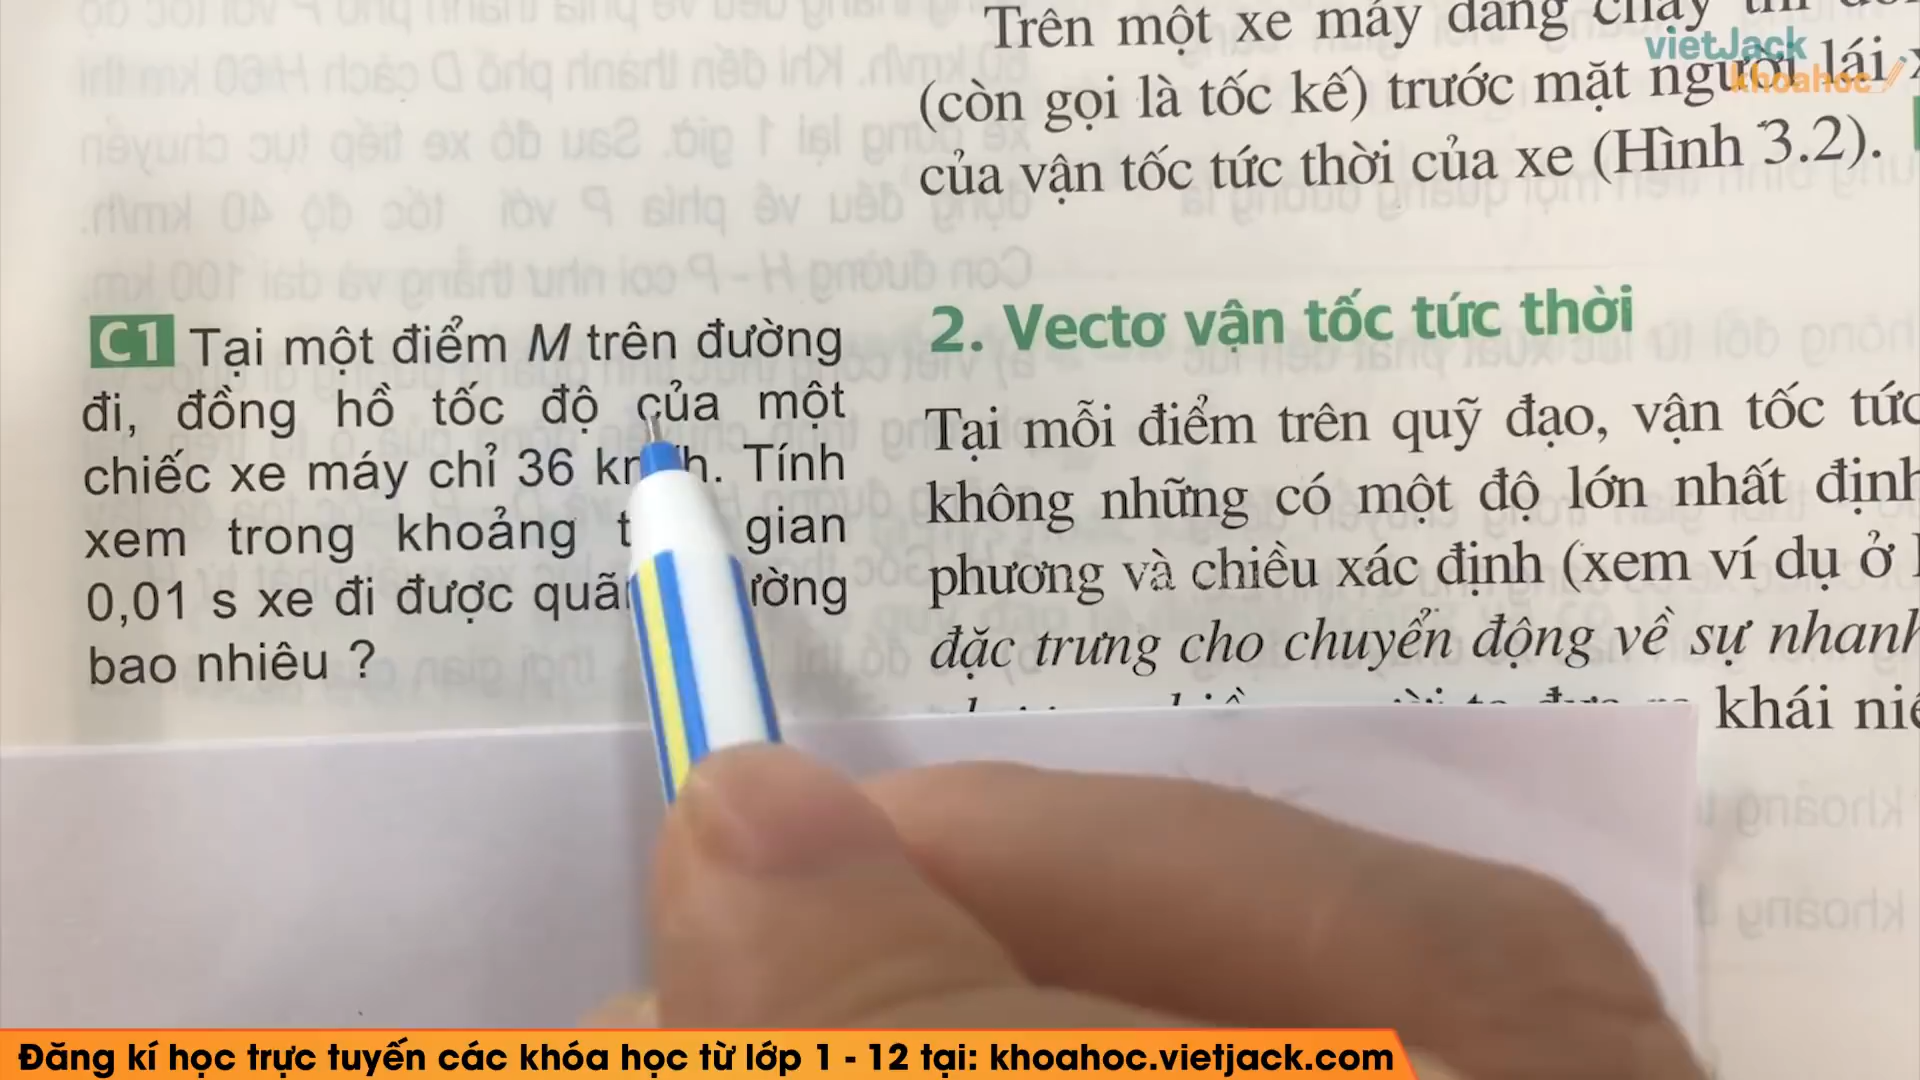 Trên một xe máy đang chạy thì
(còn gọi là tốc kế) trước mặt người lái
của vận tốc tức thời của xe (Hình 3.2).
vietJack
khoahoc
C1 Tại một điểm M trên đường
đi, đồng hồ tốc độ của một
chiếc xe máy chỉ 36 km/h. Tính
xem trong khoảng gian
0,01 s xe đi được
bao nhiêu ?
2. Vectơ vận tốc tức thời
Tại mỗi điểm trên quỹ đạo, vận tốc tức
không những có một độ lớn nhất định
phương và chiều xác định (xem ví dụ ở
đặc trưng cho chuyển động về sự nhanh
khái
Đăng kí học trực tuyến các khóa học từ lớp 1 - 12 tại: khoahoc.vietjack.com